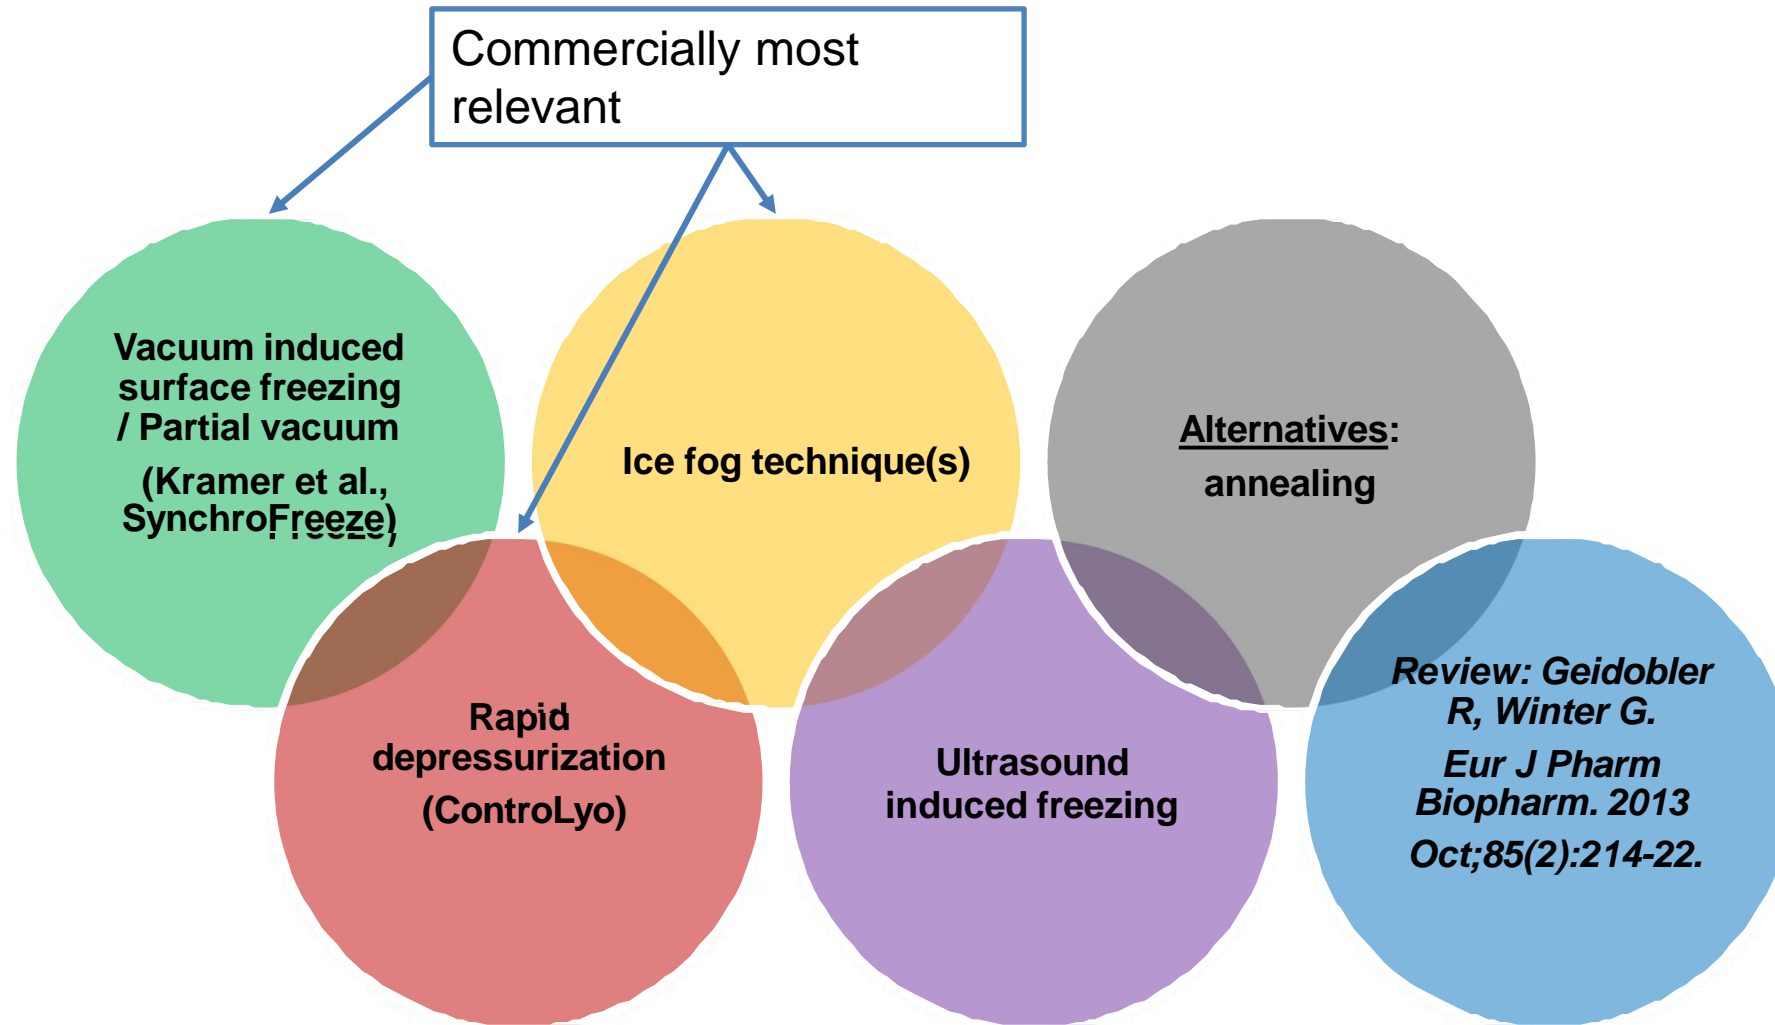 Commercially most
relevant
Vacuum induced
surface freezing
/ Partial vacuum
(Kramer et al.,
SynchroFreeze)
Ice fog technique(s)
Alternatives:
annealing
Rapid
depressurization
(ControLyo)
Ultrasound
induced freezing
Review: Geidobler
R, Winter G.
Eur J Pharm
Biopharm. 2013
Oct;85(2):214-22.